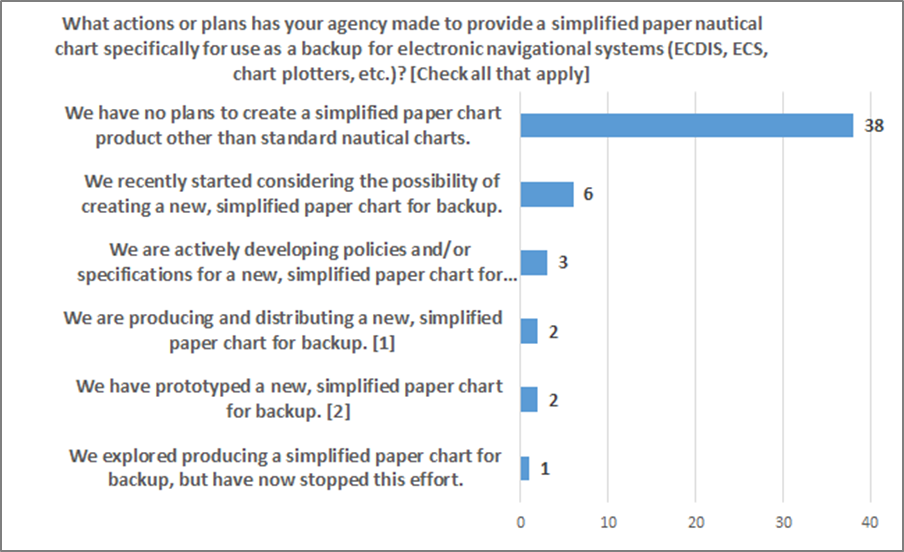 What actions or plans has your agency made to provide a simplified paper nautical
chart specifically for use as a backup for electronic navigational systems (ECDIS, ECS,
chart plotters, etc.)? [Check all that apply]
We have no plans to create a simplified paper chart
product other than standard nautical charts.
38
We recently started considering the possibility of
creating a new, simplified paper chart for backup.
6
We are actively developing policies and/or
specifications for a new, simplified paper chart for...
3
We are producing and distributing a new, simplified
paper chart for backup. [1]
2
We have prototyped a new, simplified paper chart
for backup. [2]
2
We explored producing a simplified paper chart for
backup, but have now stopped this effort.
1
0 10 20 30 40